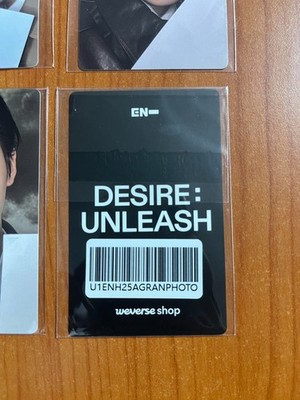 EN-
DESIRE:
UNLEASH
U1ENH25AGRANPHOTO
weverse shop